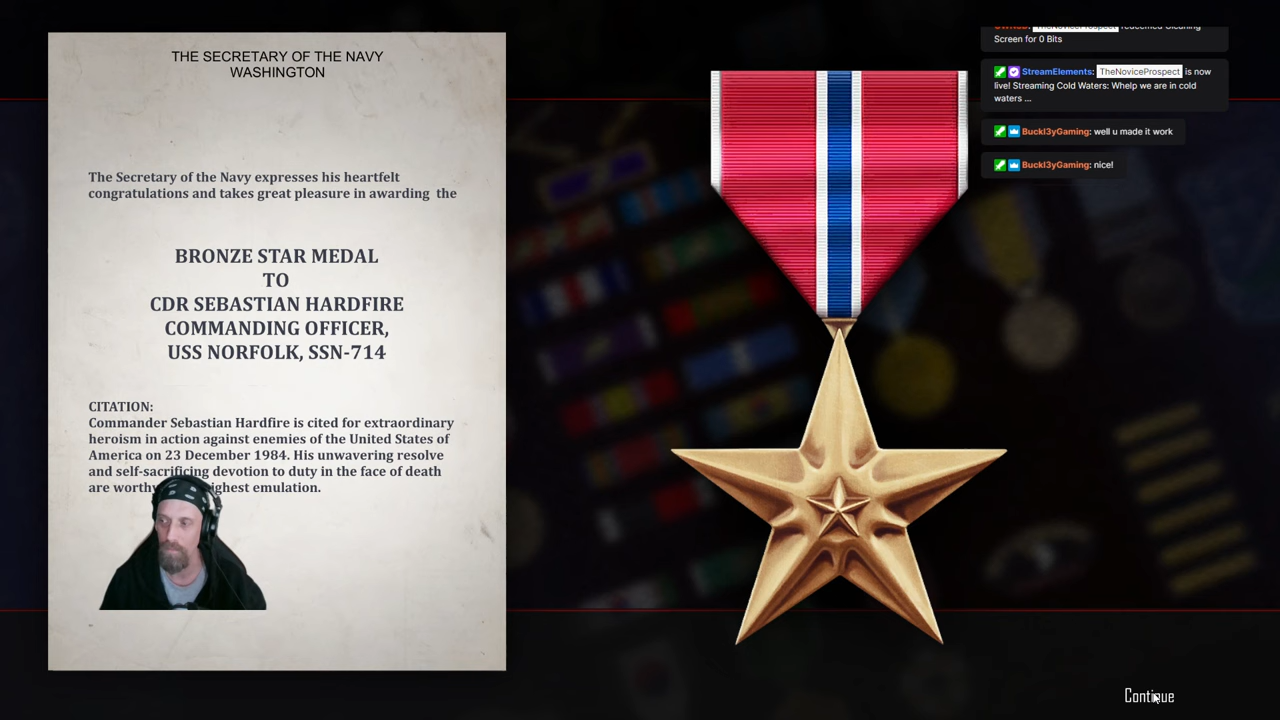 THE SECRETARY OF THE NAVY
WASHINGTON
The Secretary of the Navy expresses his heartfelt
congratulations and takes great pleasure in awarding the
BRONZE STAR MEDAL
TO
CDR SEBASTIAN HARDFIRE
COMMANDING OFFICER,
USS NORFOLK, SSN-714
CITATION:
Commander Sebastian Hardfire is cited for extraordinary
heroism in action against enemies of the United States of
America on 23 December 1984. His unwavering resolve
and self-sacrificing devotion to duty in the face of death
are worthy ighest emulation.
TheNoviceProspect redeemed Cleaning
Screen for 0 Bits
StreamElements: TheNoviceProspect is now
live! Streaming Cold Waters: Whelp we are in cold
waters ...
Buckl3yGaming: well u made it work
Buckl3yGaming: nice!
Continue